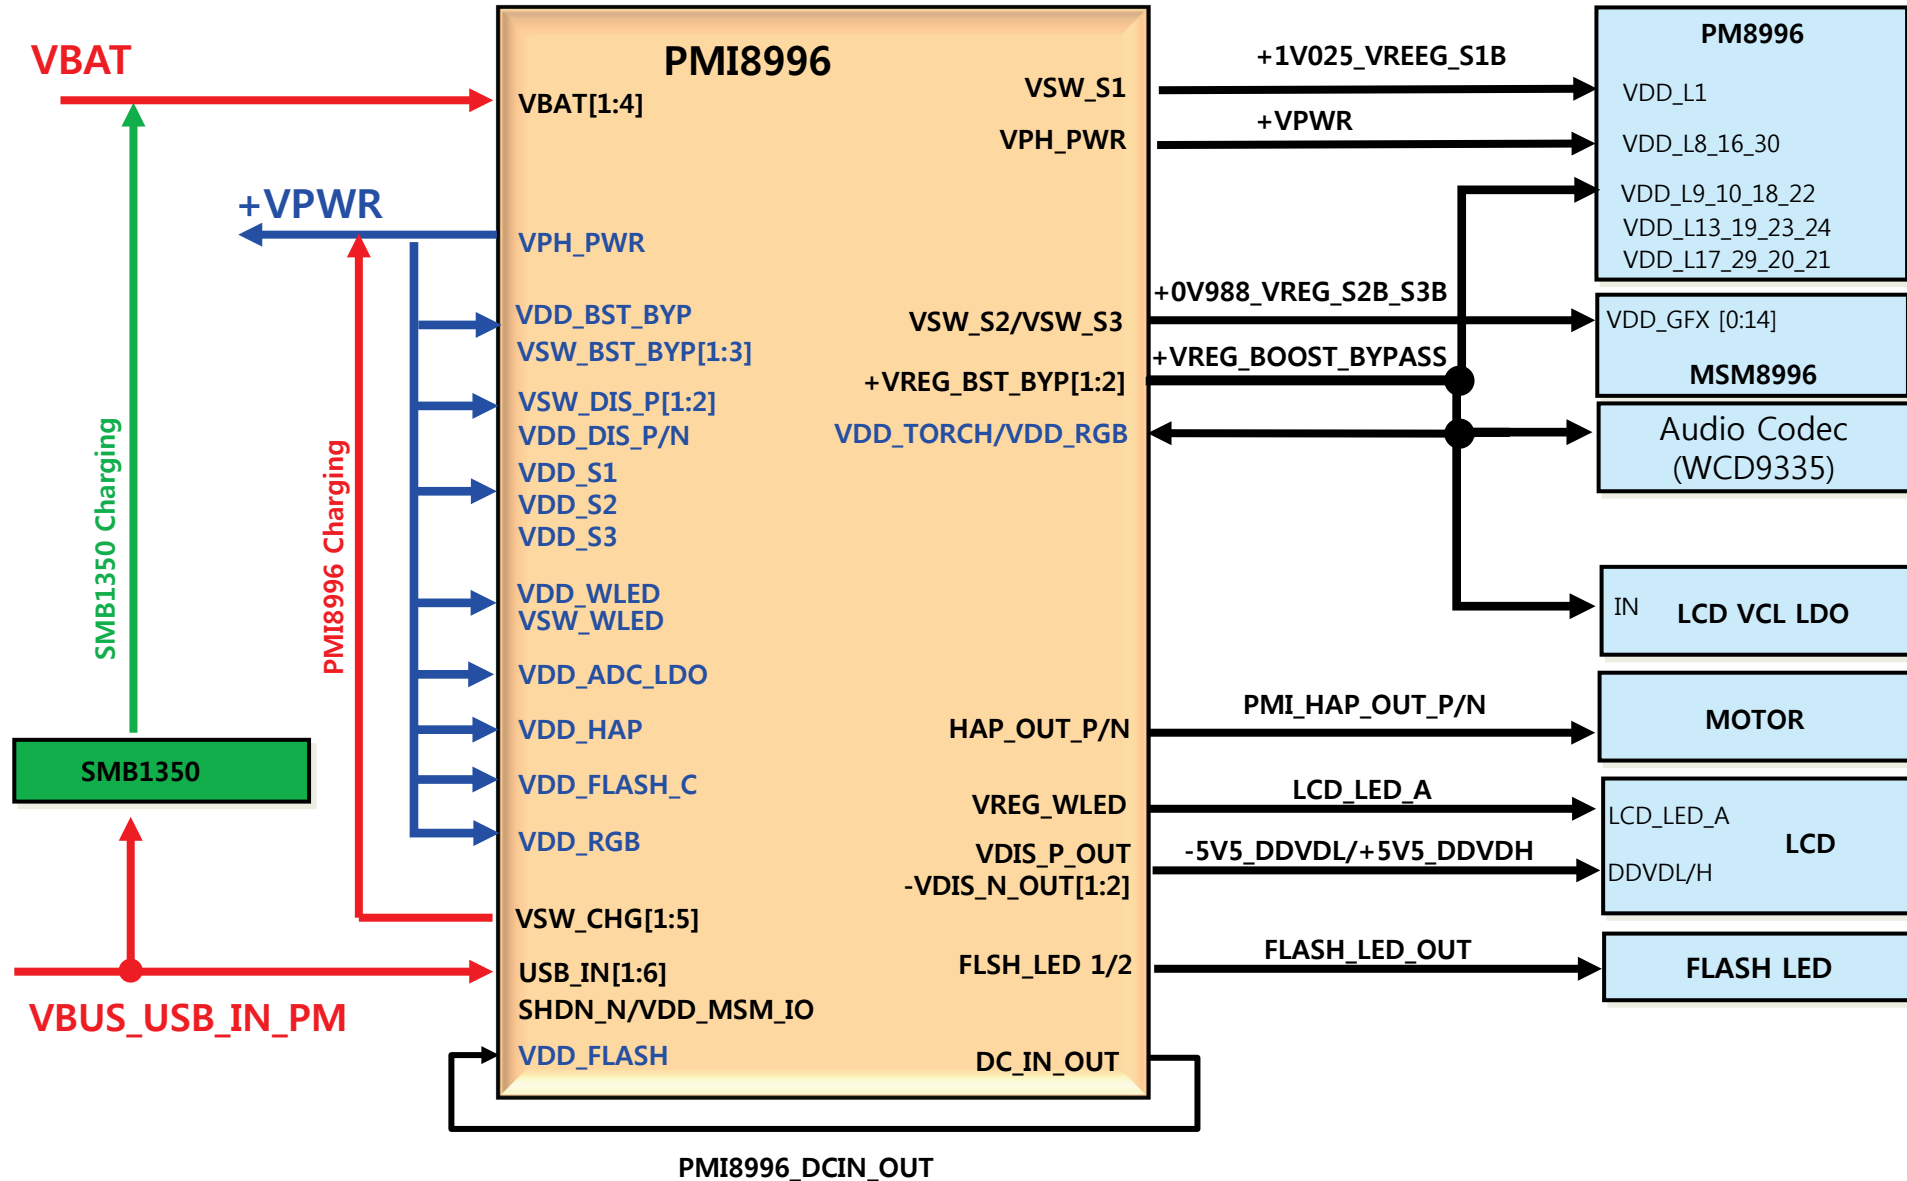 VBAT
+VPWR
SMB1350 Charging
PMI8996 Charging
SMB1350
VBUS_USB_IN_PM
PMI8996
VBAT[1:4]
VPH_PWR
VDD_BST_BYP
VSW_BST_BYP[1:3]
VSW_DIS_P[1:2]
VDD_DIS_P/N
VDD_S1
VDD_S2
VDD_S3
VDD_WLED
VSW_WLED
VDD_ADC_LDO
VDD_HAP
VDD_FLASH_C
VDD_RGB
VSW_CHG[1:5]
USB_IN[1:6]
SHDN_N/VDD_MSM_IO
VDD_FLASH
VSW_S1
VPH_PWR
VSW_S2/VSW_S3
+VREG_BST_BYP[1:2]
VDD_TORCH/VDD_RGB
HAP_OUT_P/N
VREG_WLED
VDIS_P_OUT
-VDIS_N_OUT[1:2]
FLSH_LED 1/2
DC_IN_OUT
+1V025_VREEG_S1B
+VPWR
+0V988_VREG_S2B_S3B
+VREG_BOOST_BYPASS
PMI_HAP_OUT_P/N
LCD_LED_A
-5V5_DDVDL/+5V5_DDVDH
FLASH_LED_OUT
PM8996
VDD_L1
VDD_L8_16_30
VDD_L9_10_18_22
VDD_L13_19_23_24
VDD_L17_29_20_21
VDD_GFX [0:14]
MSM8996
Audio Codec
(WCD9335)
IN LCD VCL LDO
MOTOR
LCD_LED_A
LCD
DDVDL/H
FLASH LED
PMI8996_DCIN_OUT